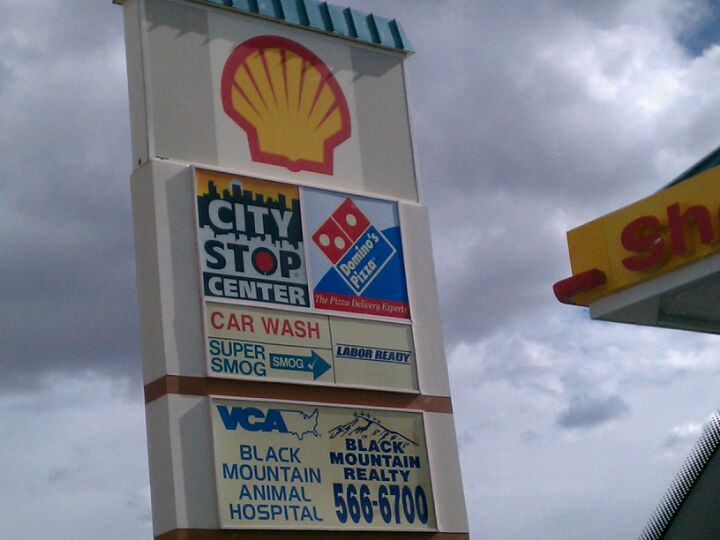 CITY
STOP
CENTER
Domino's
Pizza
The Pizza Delivery Experts
CAR WASH
SUPER
SMOG
SMOG
LABOR READY
VCA
BLACK
MOUNTAIN
ANIMAL
HOSPITAL
BLACK
MOUNTAIN
REALTY
566-6700
Sh